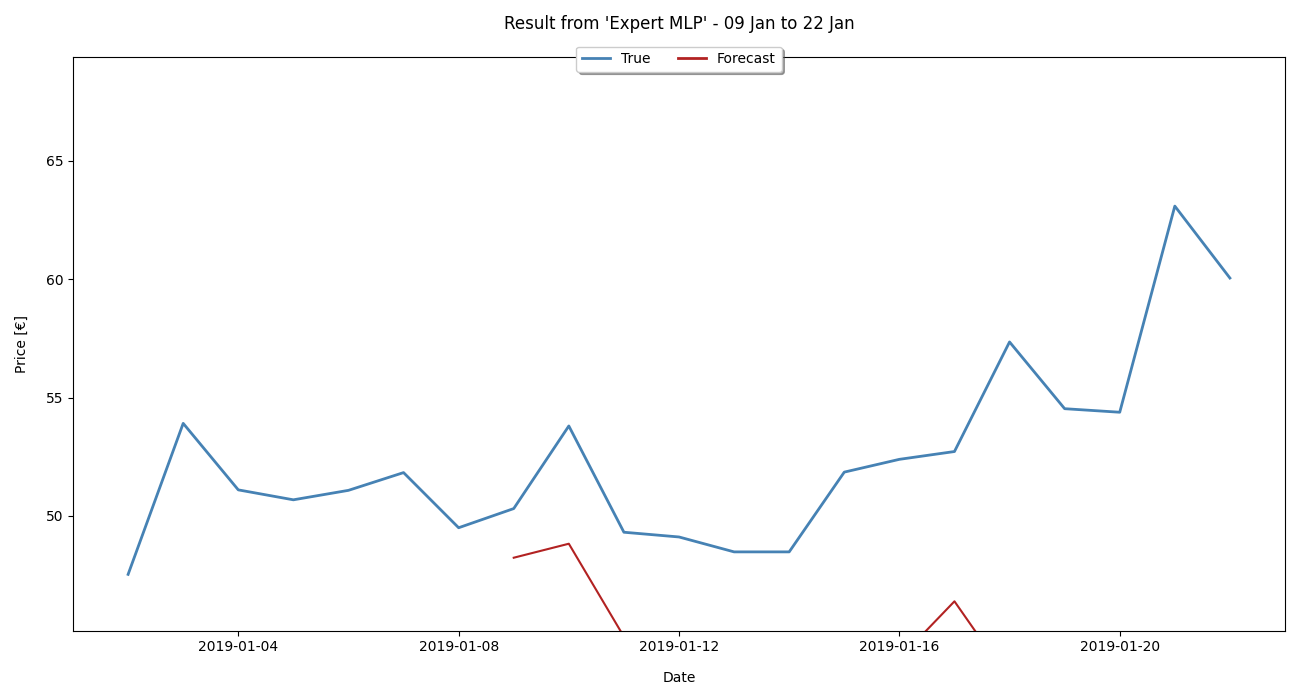 Result from 'Expert MLP' - 09 Jan to 22 Jan
True Forecast
65
60
55
50
Price [€]
2019-01-04 2019-01-08 2019-01-12 2019-01-16 2019-01-20
Date